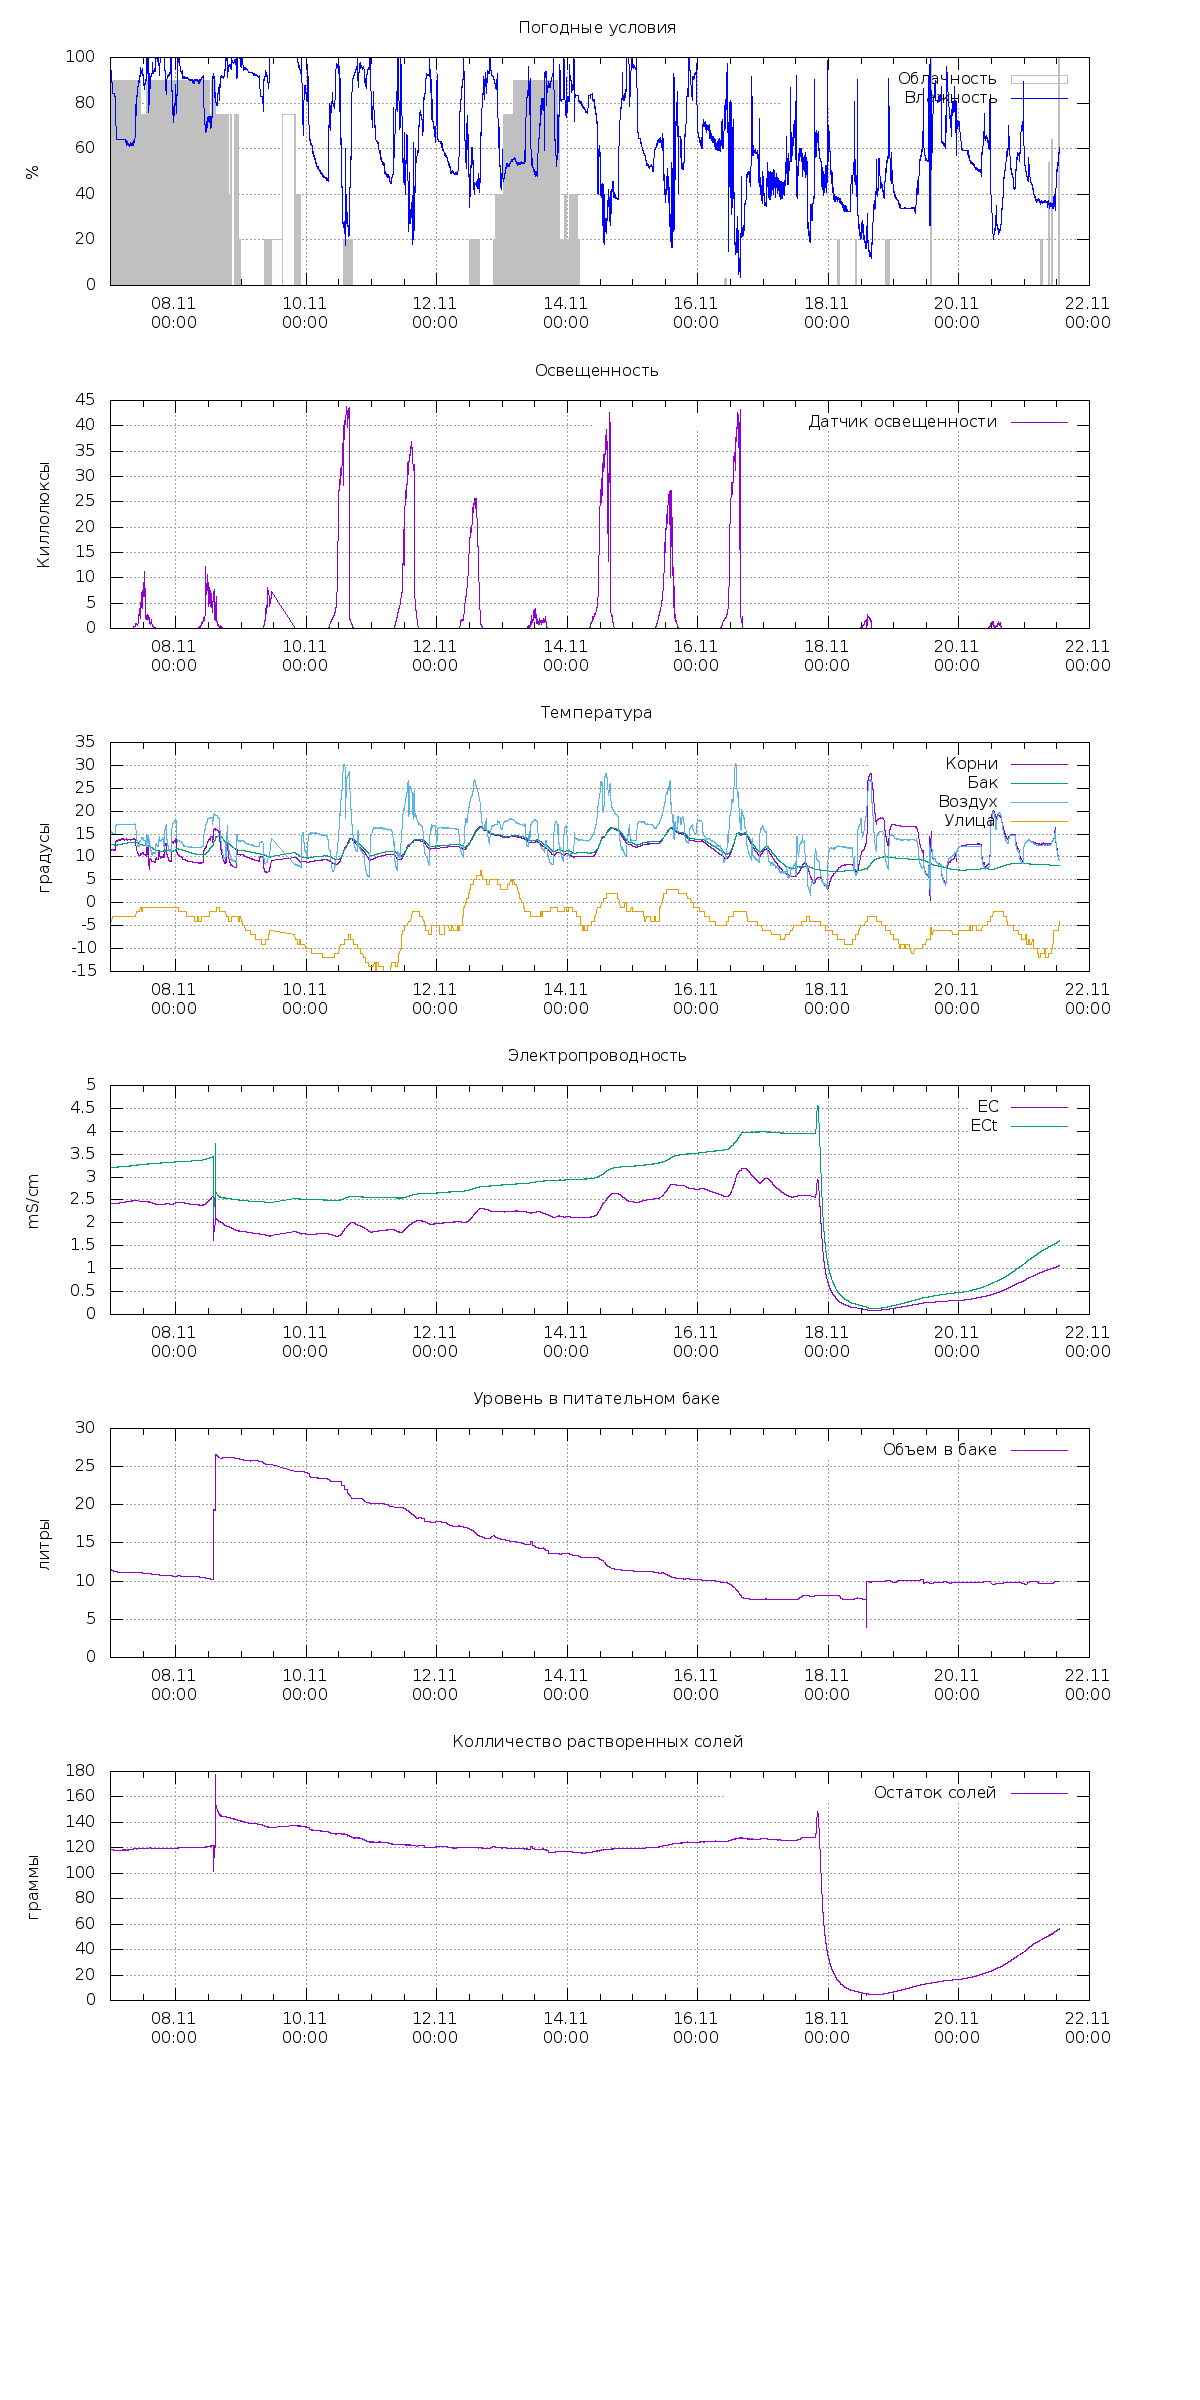 Погодные условия
100
80
60
40
20
0
%
Облачность
Влажность
08.11 10.11 12.11 14.11 16.11 18.11 20.11 22.11
00:00 00:00 00:00 00:00 00:00 00:00 00:00 00:00
Освещенность
45
40
35
30
25
20
15
10
5
0
Киллолюксы
Датчик освещенности
08.11 10.11 12.11 14.11 16.11 18.11 20.11 22.11
00:00 00:00 00:00 00:00 00:00 00:00 00:00 00:00
Температура
35
30
25
20
15
10
5
0
-5
-10
-15
градусы
Корни
Бак
Воздух
Улица
08.11 10.11 12.11 14.11 16.11 18.11 20.11 22.11
00:00 00:00 00:00 00:00 00:00 00:00 00:00 00:00
Электропроводность
5
4.5
4
3.5
3
2.5
2
1.5
1
0.5
0
mS/cm
EC
ECt
08.11 10.11 12.11 14.11 16.11 18.11 20.11 22.11
00:00 00:00 00:00 00:00 00:00 00:00 00:00 00:00
Уровень в питательном баке
30
25
20
15
10
5
0
литры
Объем в баке
08.11 10.11 12.11 14.11 16.11 18.11 20.11 22.11
00:00 00:00 00:00 00:00 00:00 00:00 00:00 00:00
Колличество растворенных солей
180
160
140
120
100
80
60
40
20
0
граммы
Остаток солей
08.11 10.11 12.11 14.11 16.11 18.11 20.11 22.11
00:00 00:00 00:00 00:00 00:00 00:00 00:00 00:00